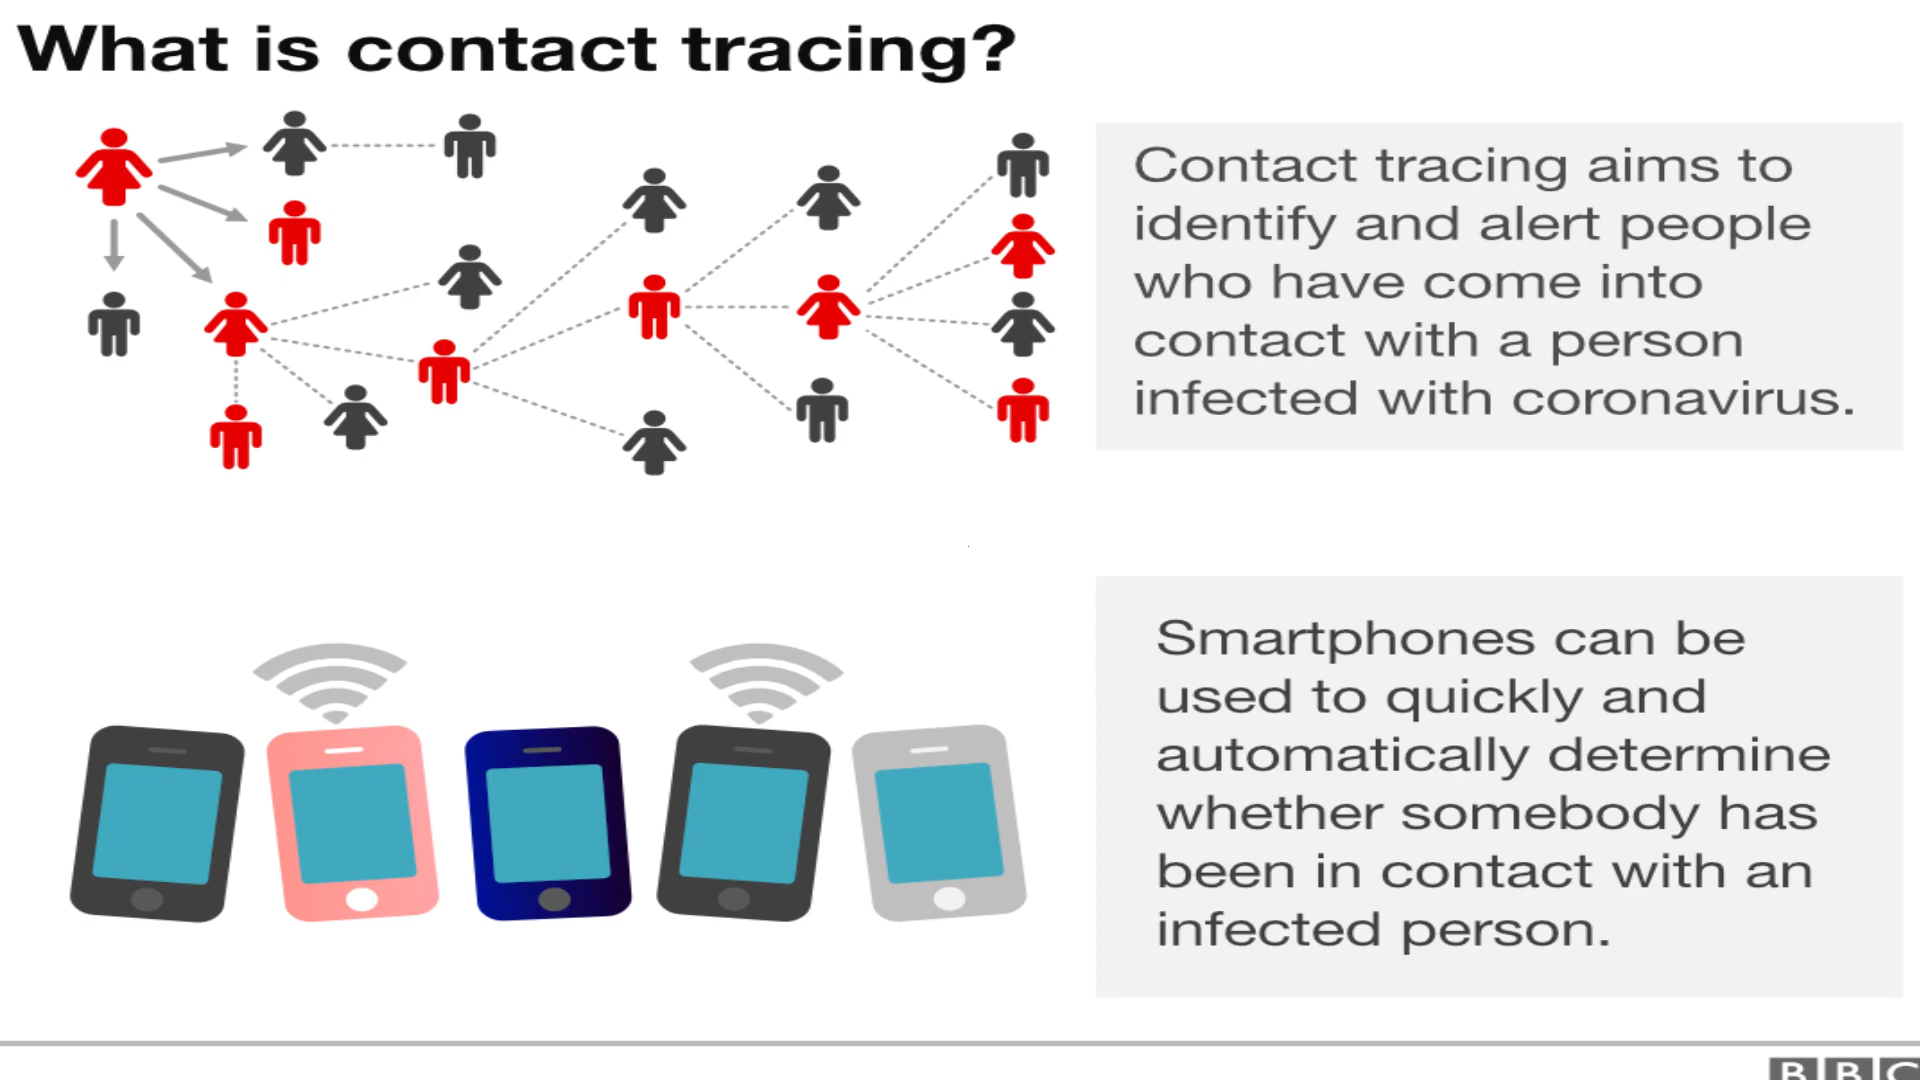 What is contact tracing?
Contact tracing aims to
identify and alert people
who have come into
contact with a person
infected with coronavirus.
Smartphones can be
used to quickly and
automatically determine
whether somebody has
been in contact with an
infected person.
BBC